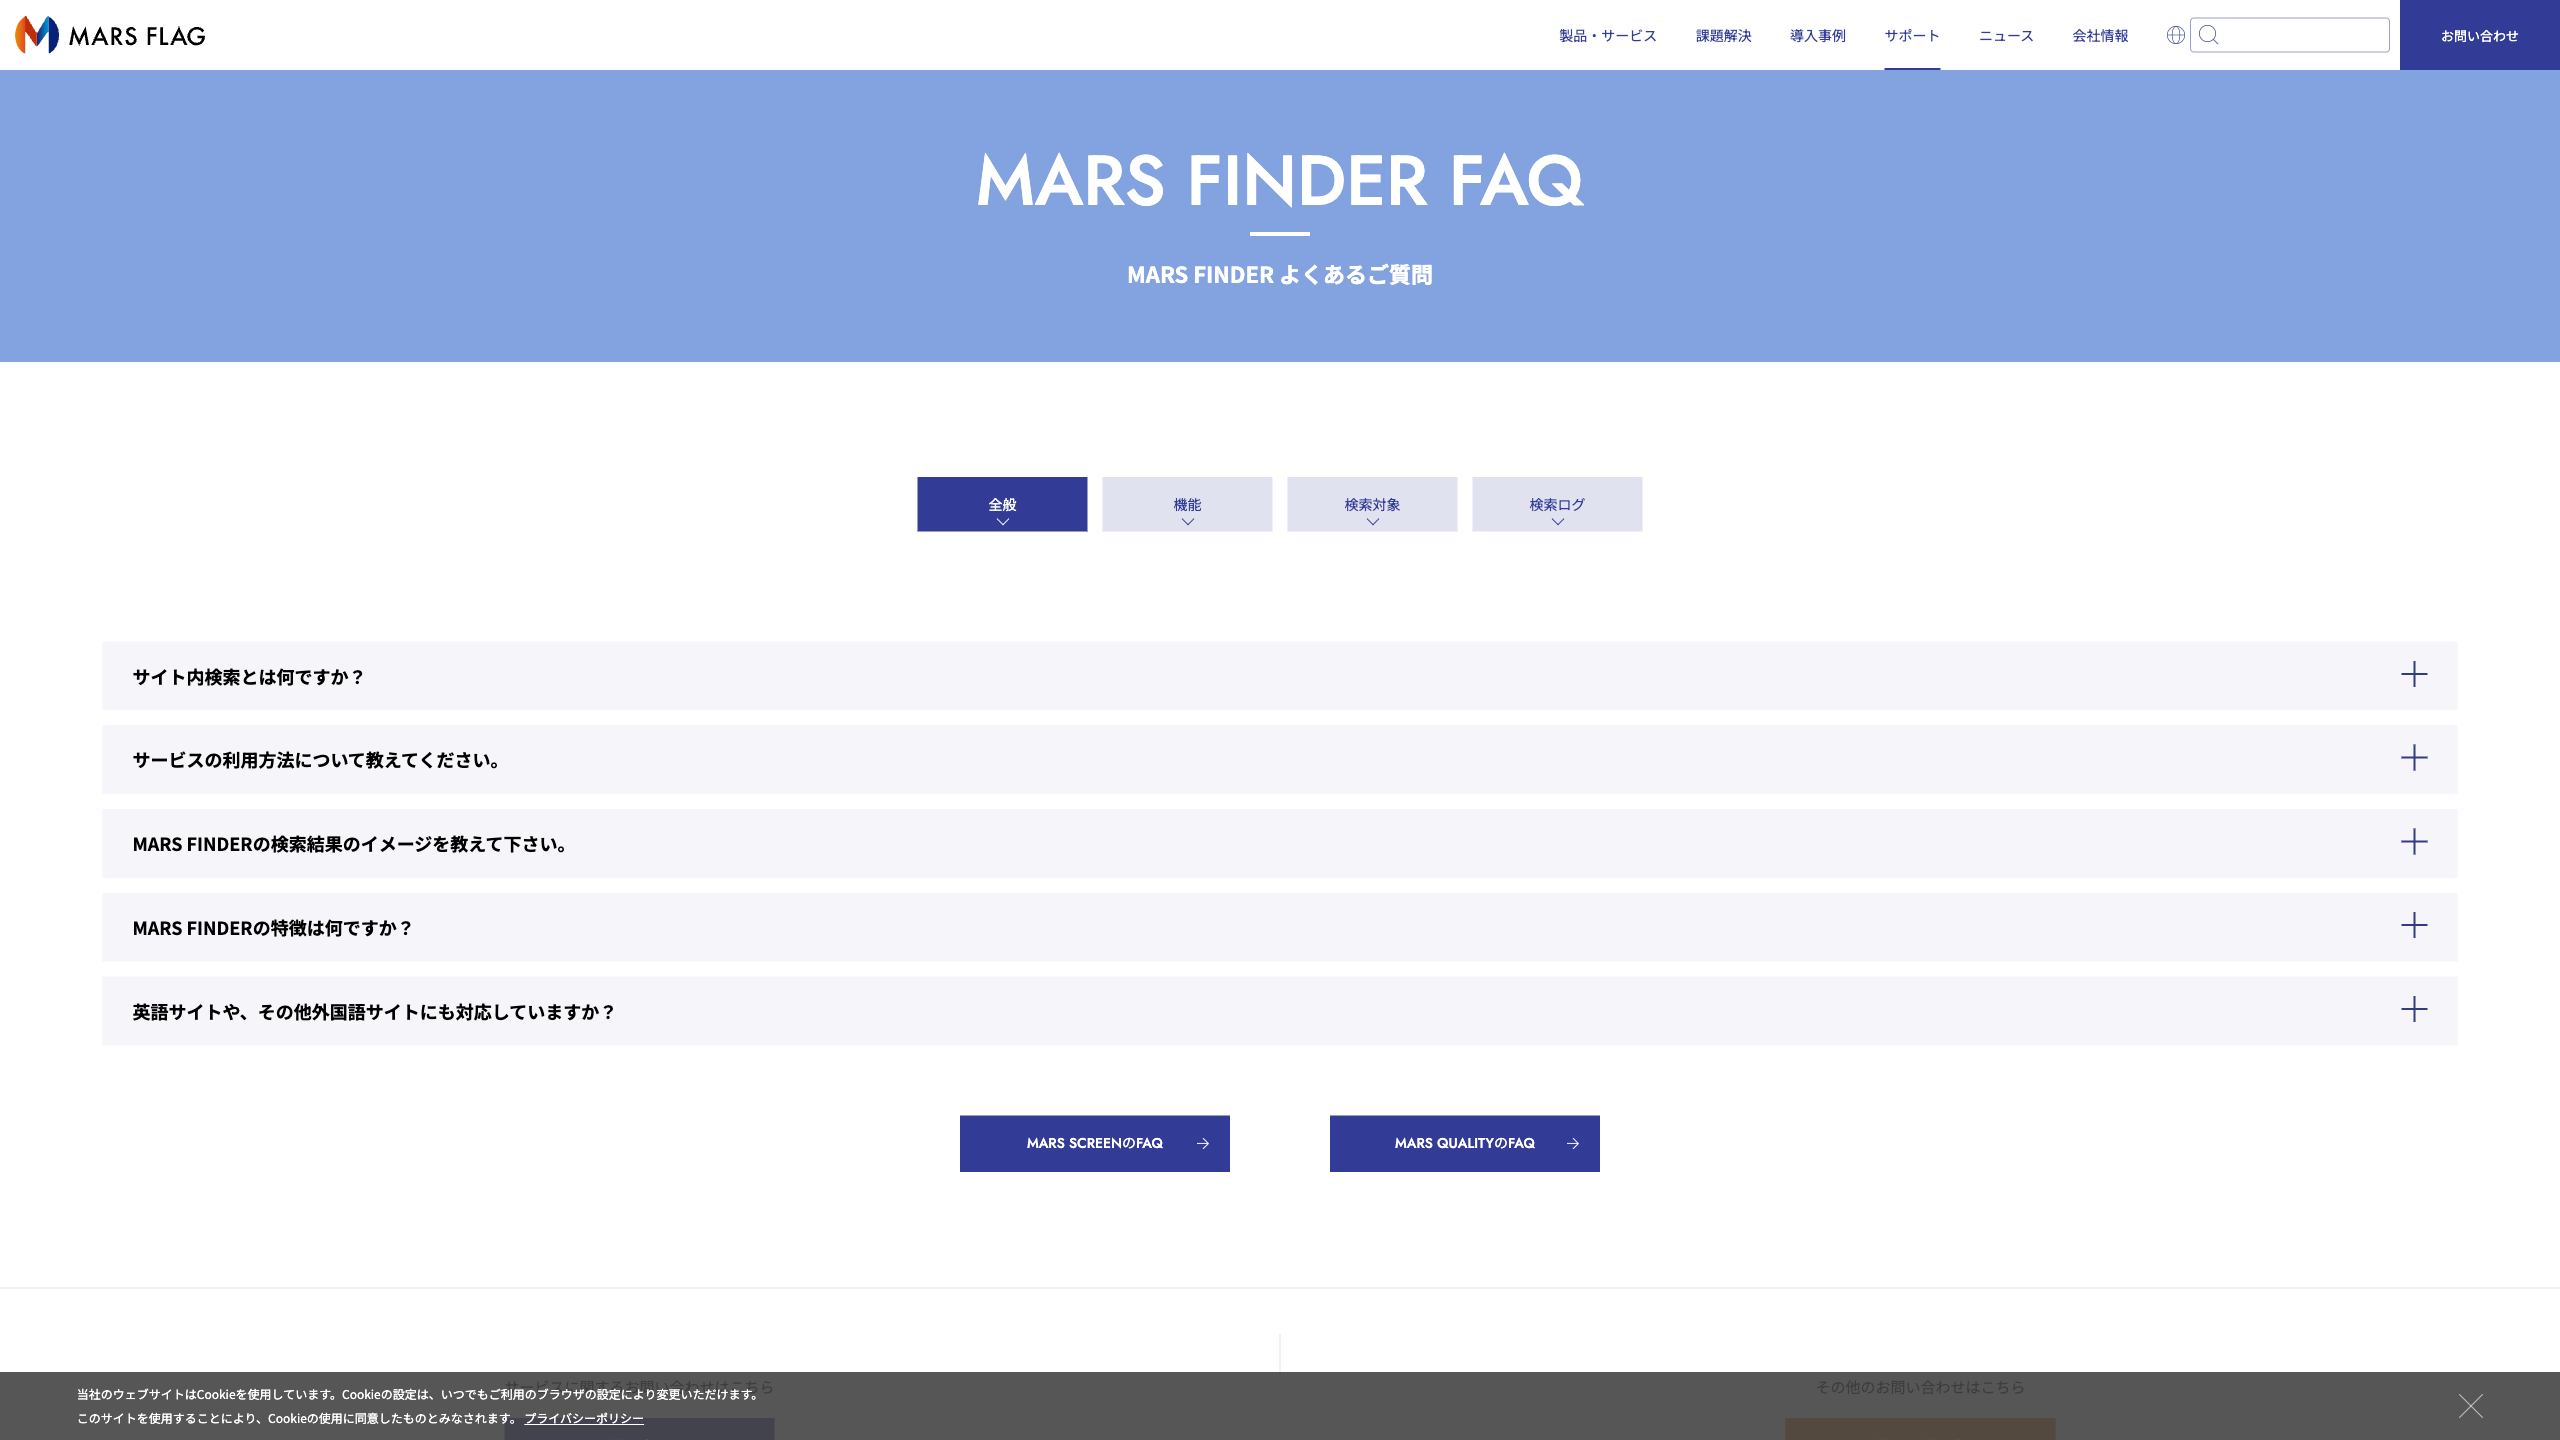 MARS FLAG
製品・サービス
課題解決
導入事例
サポート
ニュース
会社情報
お問い合わせ
MARS FINDER FAQ
MARS FINDER よくあるご質問
全般
機能
検索対象
検索ログ
サイト内検索とは何ですか？
サービスの利用方法について教えてください。
MARS FINDERの検索結果のイメージを教えて下さい。
MARS FINDERの特徴は何ですか？
英語サイトや、その他外国語サイトにも対応していますか？
MARS SCREENのFAQ
MARS QUALITYのFAQ
サービスに関するお問い合わせはこちら
その他のお問い合わせはこちら
当社のウェブサイトはCookieを使用しています。Cookieの設定は、いつでもご利用のブラウザの設定により変更いただけます。
このサイトを使用することにより、Cookieの使用に同意したものとみなされます。 プライバシーポリシー